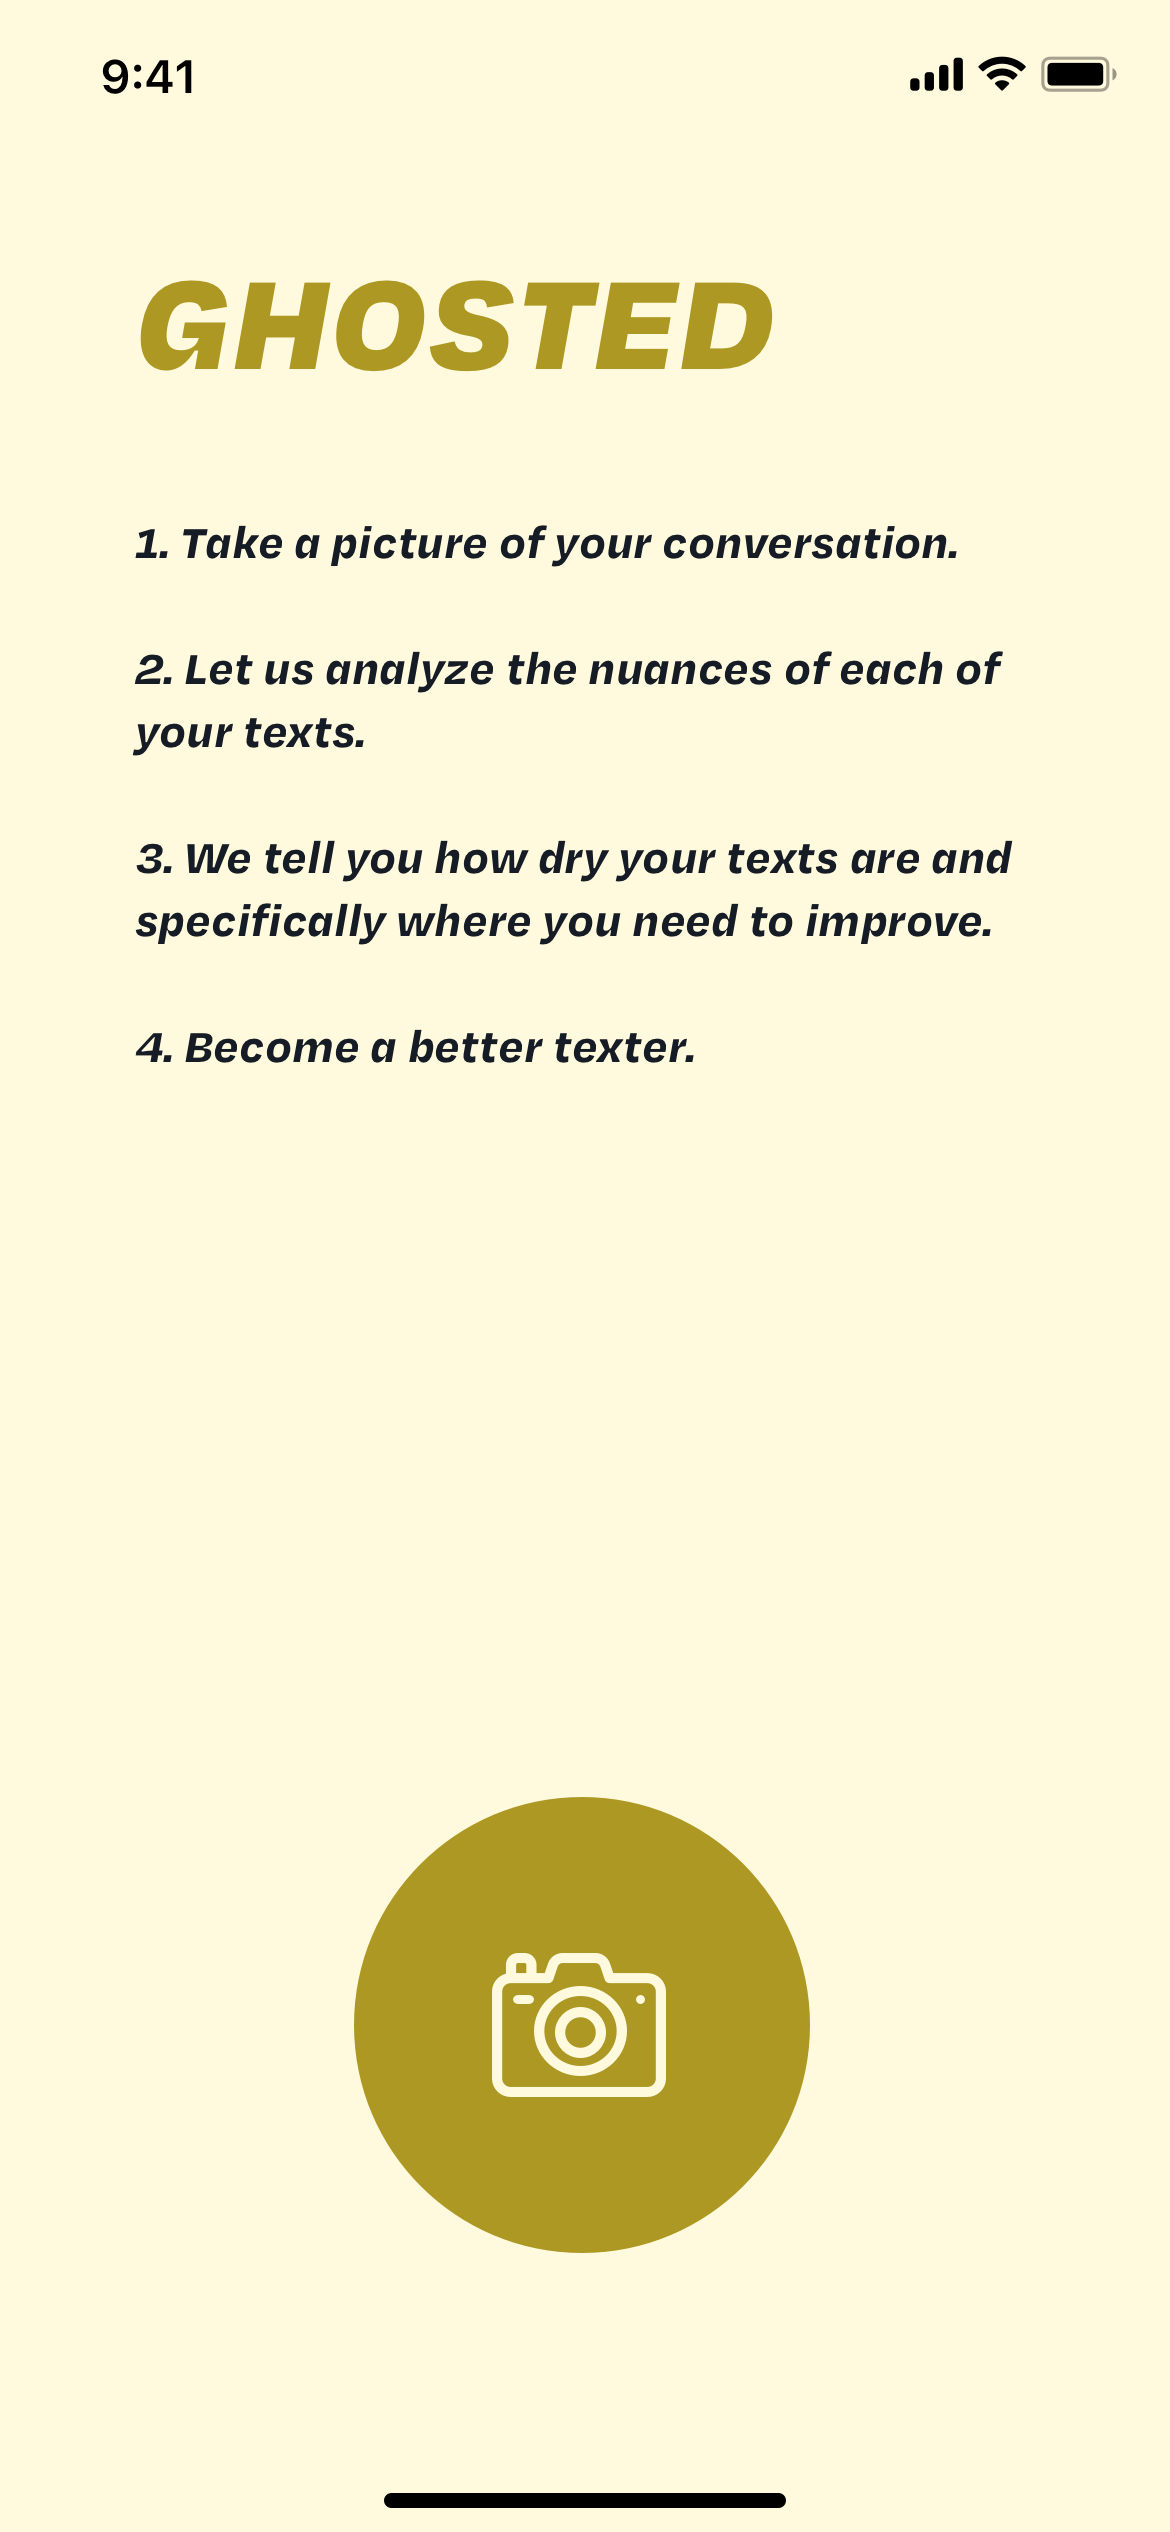 9:41
GHOSTED
1. Take a picture of your conversation.
2. Let us analyze the nuances of each of
your texts.
3. We tell you how dry your texts are and
specifically where you need to improve.
4. Become a better texter.